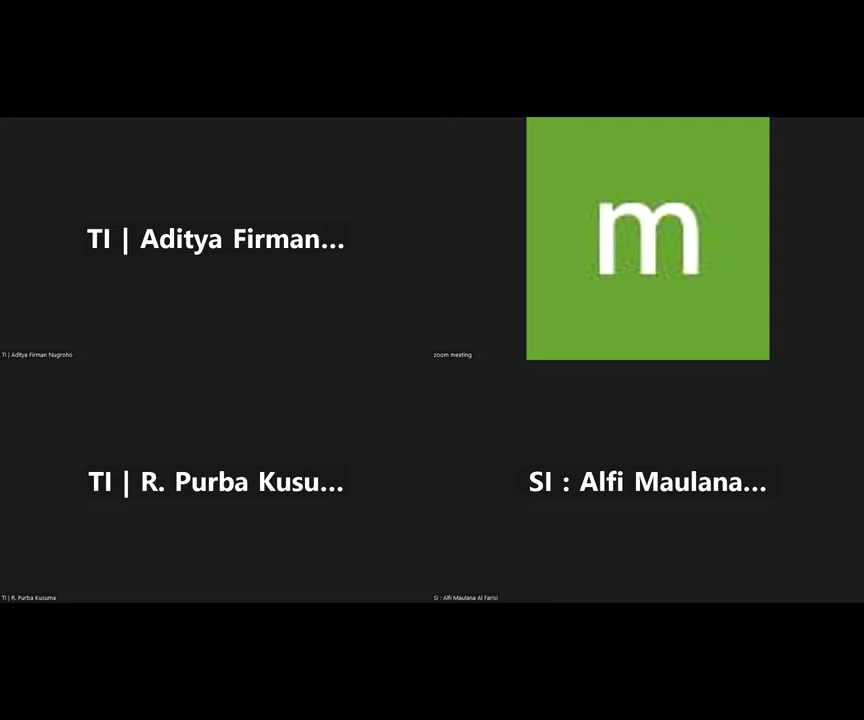 TI | Aditya Firman...
m
TI | Aditya Firman Nugroho
zoom meeting
TI | R. Purba Kusu...
SI : Alfi Maulana...
TI | R. Purba Kusuma
SI : Alfi Maulana Al Farisi